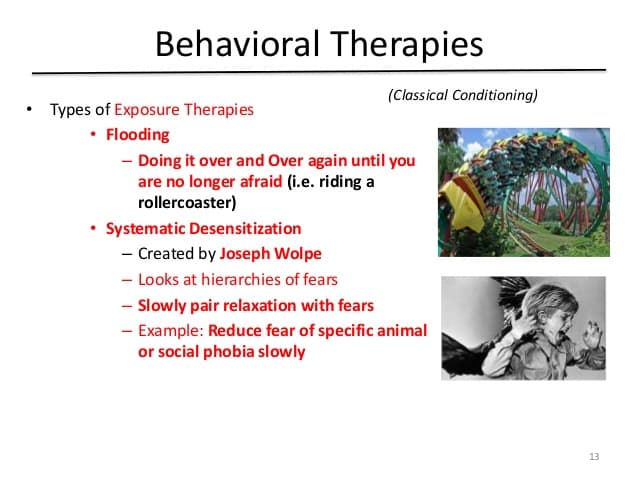 Behavioral Therapies
(Classical Conditioning)
• Types of Exposure Therapies
• Flooding
– Doing it over and Over again until you
are no longer afraid (i.e. riding a
rollercoaster)
• Systematic Desensitization
– Created by Joseph Wolpe
– Looks at hierarchies of fears
– Slowly pair relaxation with fears
– Example: Reduce fear of specific animal
or social phobia slowly
13